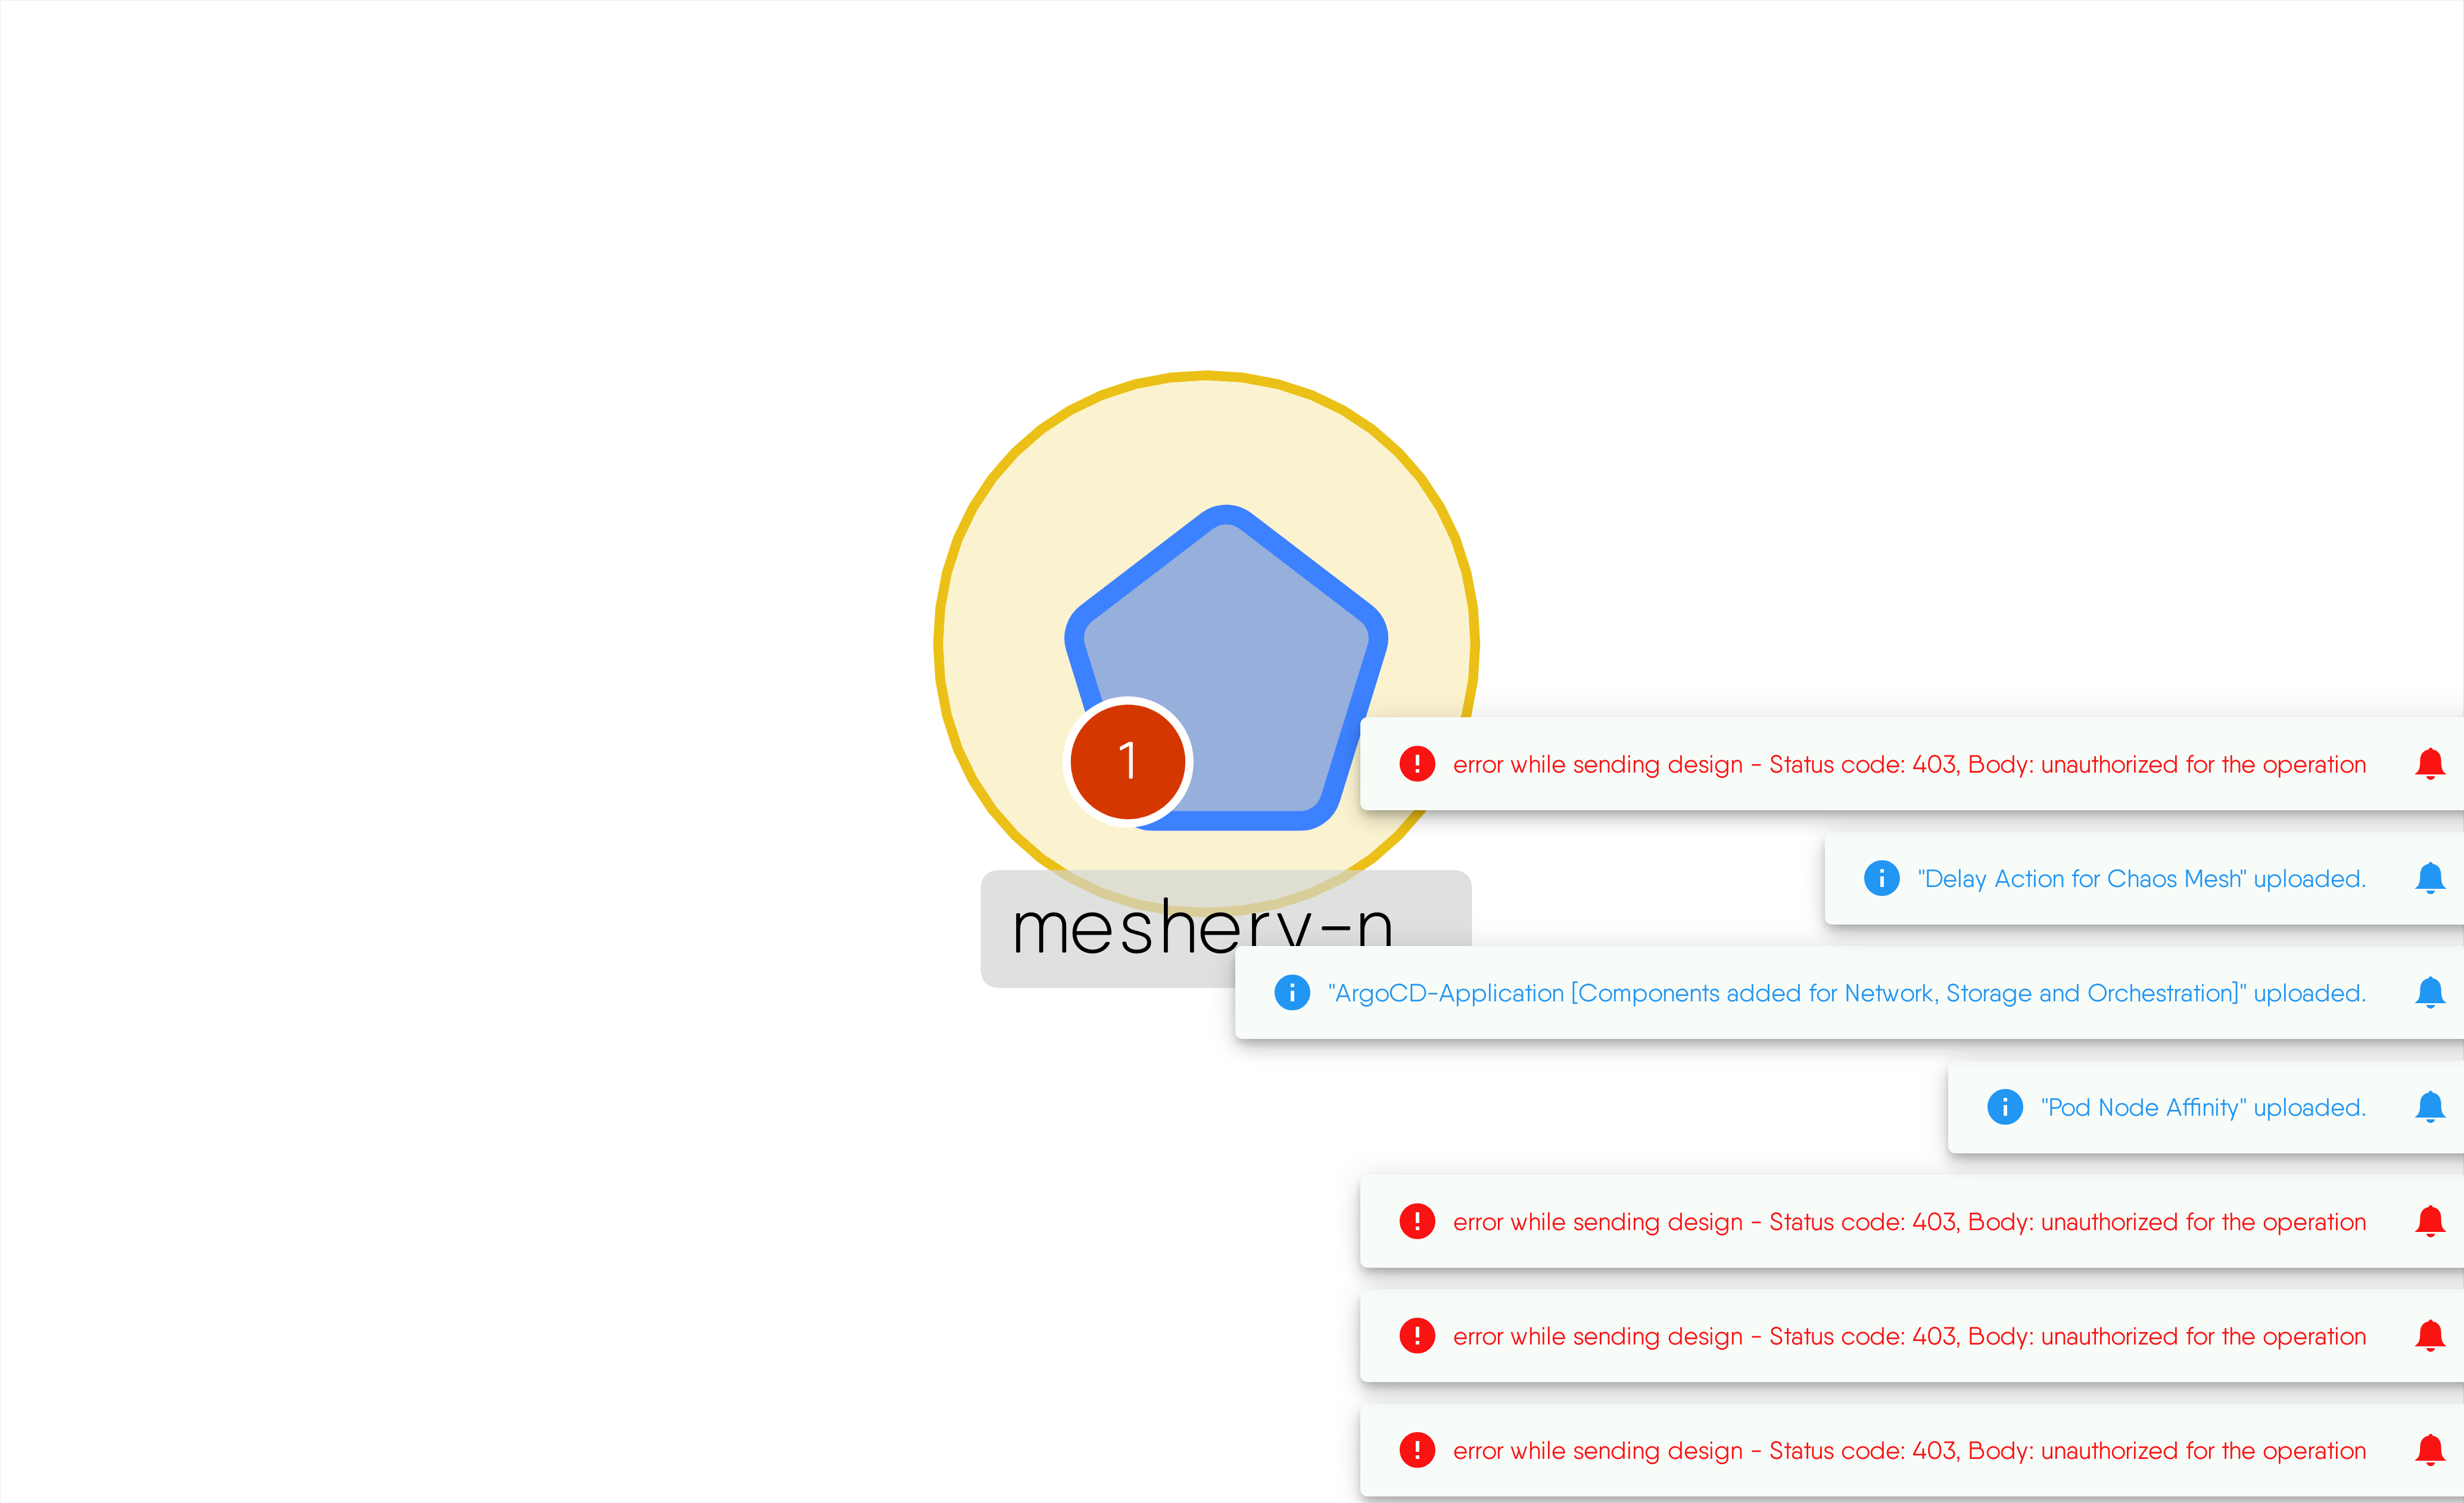 1
error while sending design - Status code: 403, Body: unauthorized for the operation
"Delay Action for Chaos Mesh" uploaded.
meshery-n
"ArgoCD-Application [Components added for Network, Storage and Orchestration]" uploaded.
"Pod Node Affinity" uploaded.
error while sending design - Status code: 403, Body: unauthorized for the operation
error while sending design - Status code: 403, Body: unauthorized for the operation
error while sending design - Status code: 403, Body: unauthorized for the operation